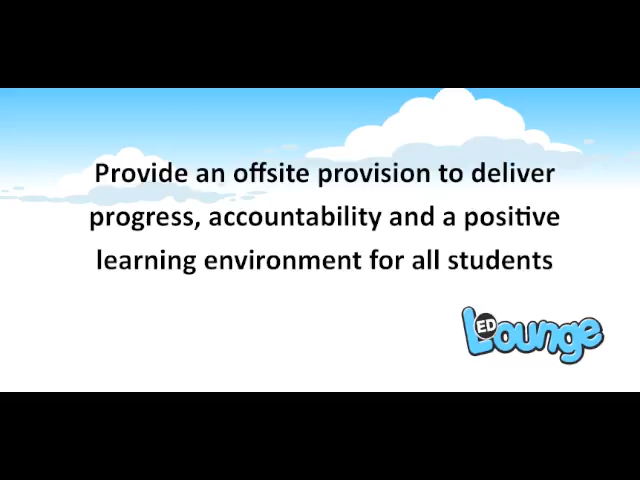 Provide an offsite provision to deliver
progress, accountability and a positive
learning environment for all students
ED
Lounge